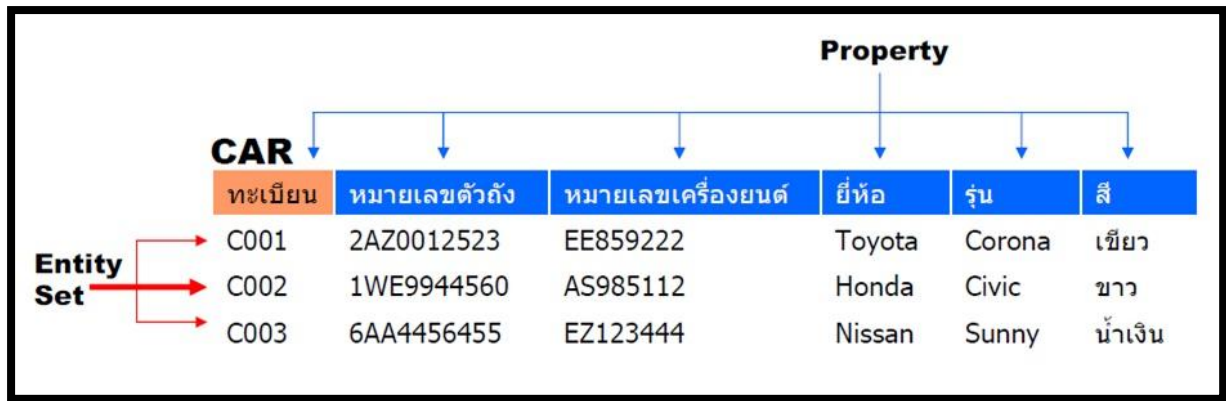 Property
CAR
ทะเบียน หมายเลขตัวถัง หมายเลขเครื่องยนต์ ยี่ห้อ รุ่น สี
C001 2AZ0012523 EE859222 Toyota Corona เขียว
Entity Set
C002 1WE9944560 AS985112 Honda Civic ขาว
C003 6AA4456455 EZ123444 Nissan Sunny น้ำเงิน